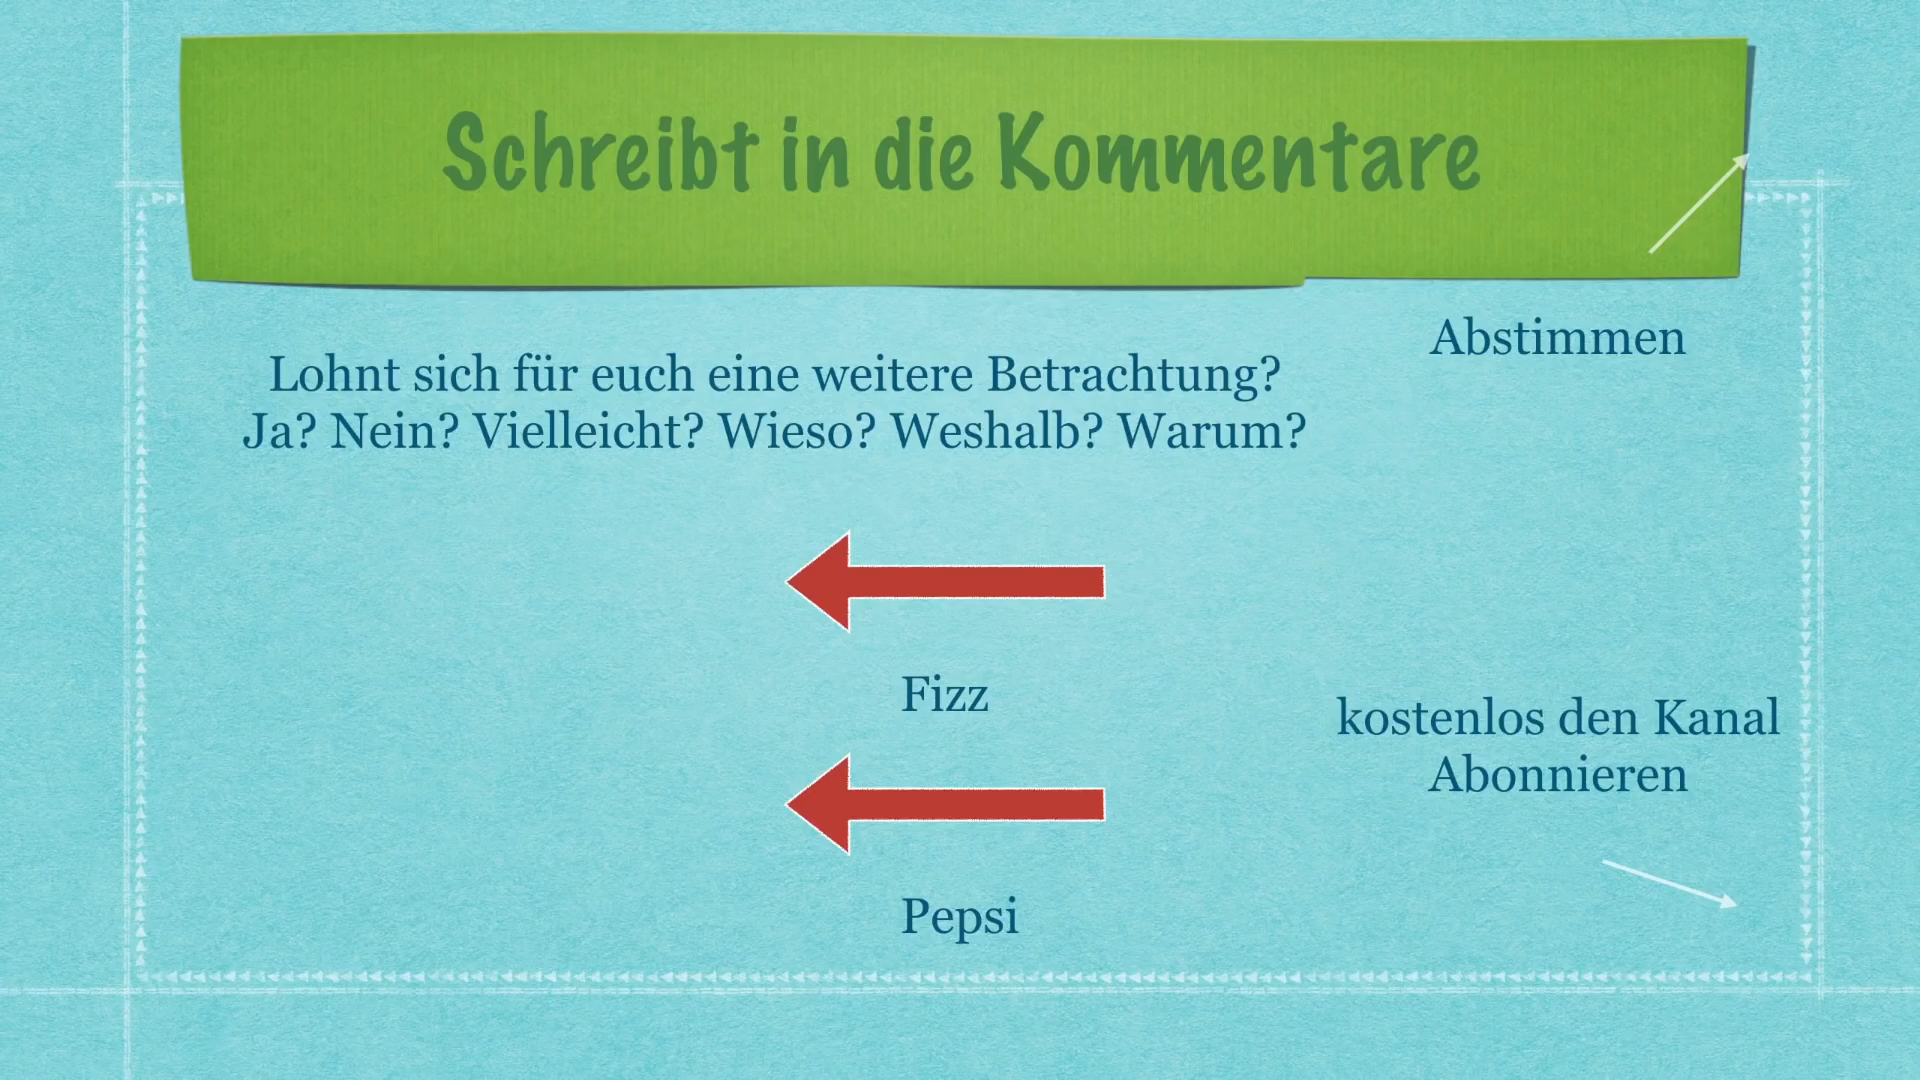 Schreibt in die Kommentare
Abstimmen
Lohnt sich für euch eine weitere Betrachtung?
Ja? Nein? Vielleicht? Wieso? Weshalb? Warum?
Fizz
kostenlos den Kanal
Abonnieren
Pepsi